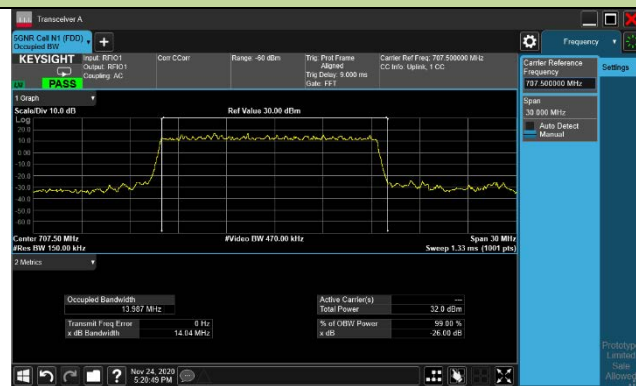 Transceiver A
5GNR Call N1 (FDD)
Occupied BW
Frequency
KEYSIGHT
LXI
PASS
Input: RFIO1
Output: RFIO1
Coupling: AC
Corr CCorr
Range: -60 dBm
Trig: Prot Frame
Aligned
Trig Delay: 9.000 ms
Gate: FFT
Carrier Ref Freq: 707.500000 MHz
CC Info: Uplink, 1 CC
Carrier Reference
Frequency
707.500000 MHz
Settings
Span
30.000 MHz
Auto Detect
Manual
1 Graph
Scale/Div 10.0 dB
Ref Value 30.00 dBm
Log
20.0
10.0
0.00
-10.0
-20.0
-30.0
-40.0
-50.0
-60.0
Center 707.50 MHz
#Video BW 470.00 kHz
Span 30 MHz
#Res BW 150.00 kHz
Sweep 1.33 ms (1001 pts)
2 Metrics
Occupied Bandwidth
13.987 MHz
Active Carrier(s)
---
Total Power
32.0 dBm
Transmit Freq Error
0 Hz
x dB Bandwidth
14.04 MHz
% of OBW Power
99.00 %
x dB
-26.00 dB
Nov 24, 2020
5:20:49 PM
Prototype
Limited
Sale
Allowed